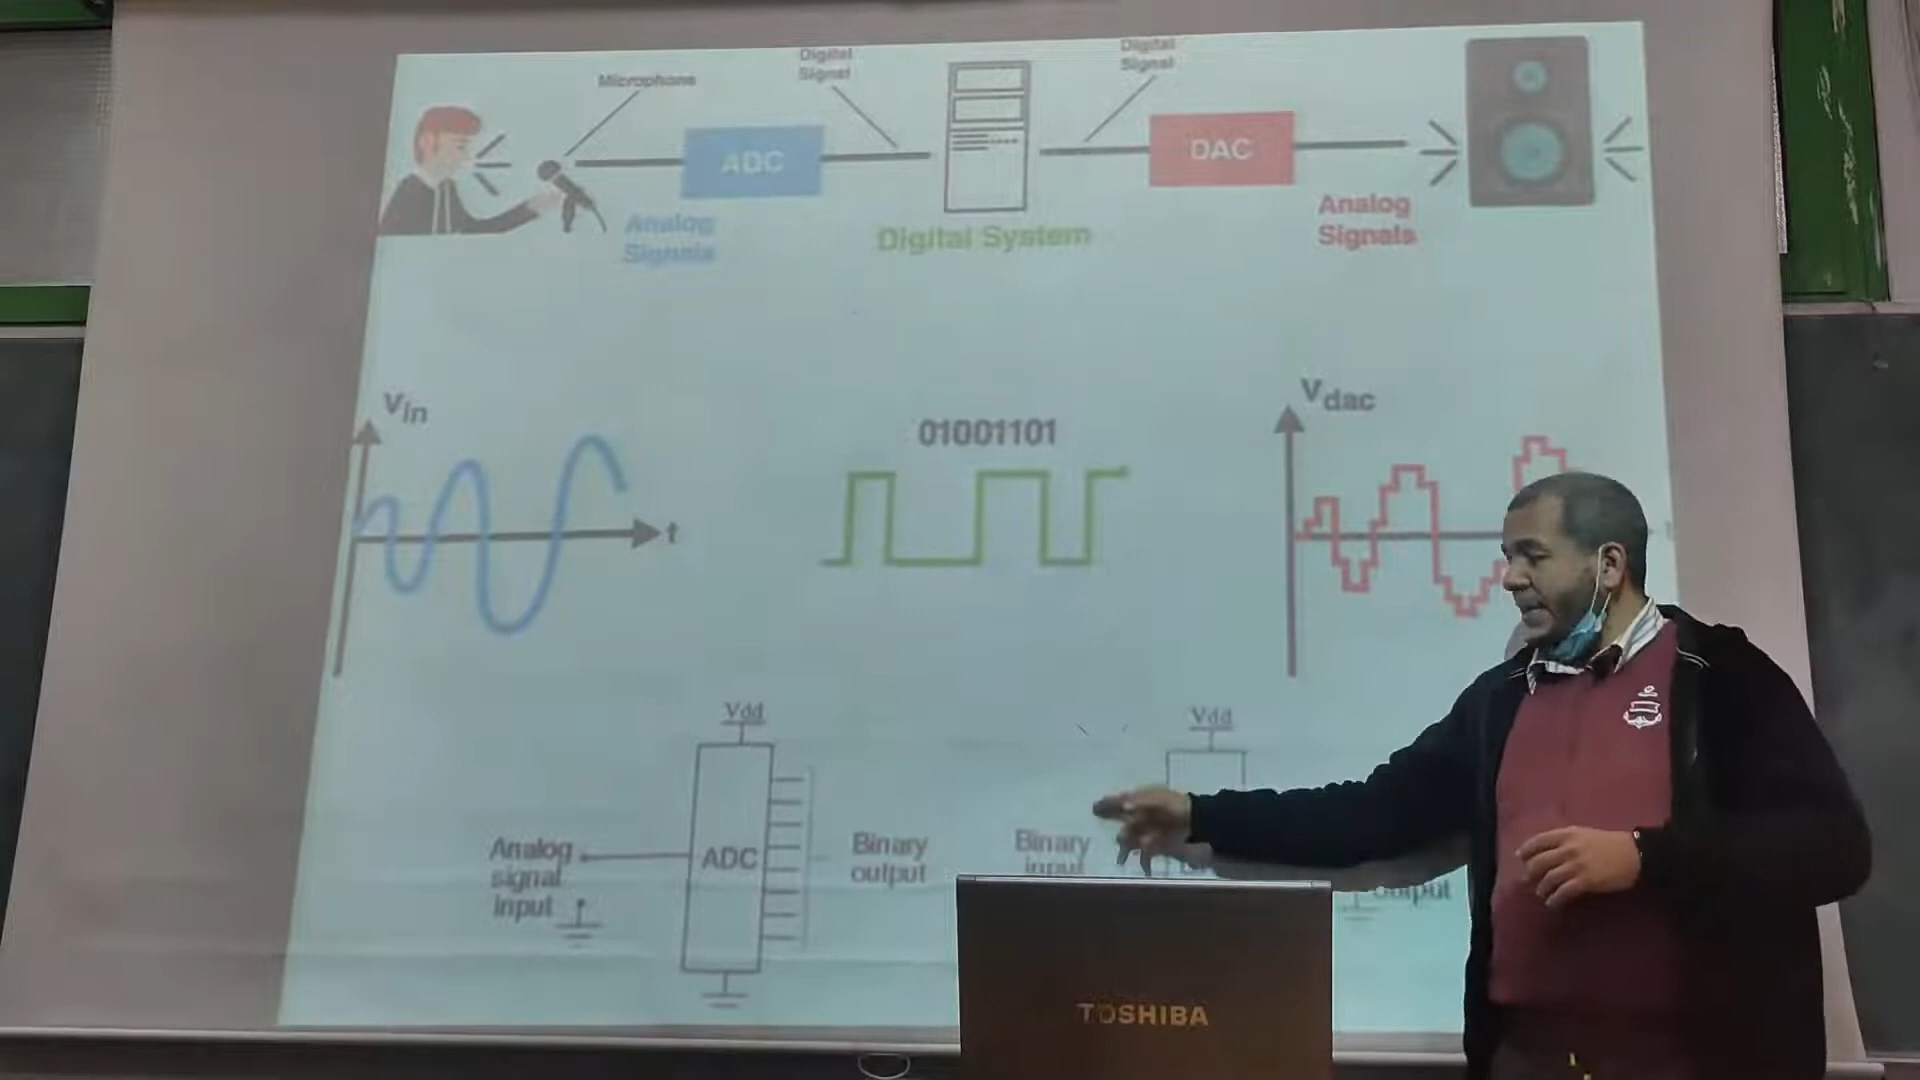 Microphone
Digital
Signal
Digital
Signal
ADC
DAC
Analog
Signals
Digital System
Analog
Signals
Vin
t
01001101
Vdac
Vdd
Analog
signal
input
ADC
Binary
output
Vdd
Binary
input
output
TOSHIBA